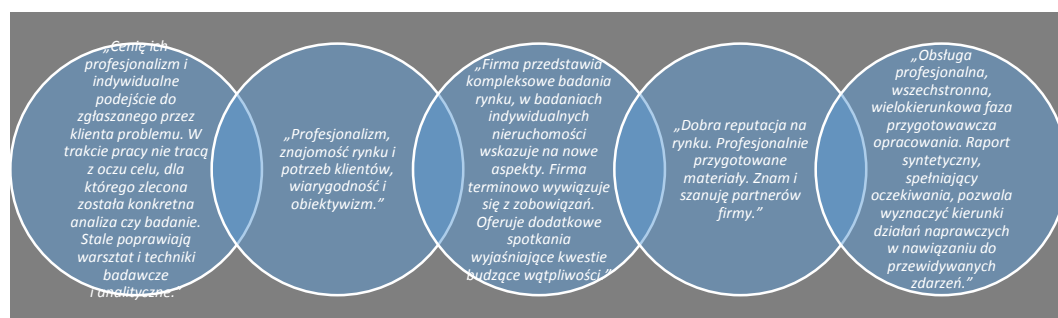 „Cenię ich
profesjonalizm i
indywidualne
podejście do
zgłaszanego przez
klienta problemu. W
trakcie pracy nie tracą
z oczu celu, dla
którego zlecona
została konkretna
analiza czy badanie.
Stale poprawiają
warsztat i techniki
badawcze
i analityczne.”
„Profesjonalizm,
znajomość rynku i
potrzeb klientów,
wiarygodność i
obiektywizm.”
„Firma przedstawia
kompleksowe badania
rynku, w badaniach
indywidualnych
nieruchomości
wskazuje na nowe
aspekty. Firma
terminowo wywiązuje
się z zobowiązań.
Oferuje dodatkowe
spotkania
wyjaśniające kwestie
budzące wątpliwości.”
„Dobra reputacja na
rynku. Profesjonalnie
przygotowane
materiały. Znam i
szanuję partnerów
firmy.”
„Obsługa
profesjonalna,
wszechstronna,
wielokierunkowa faza
przygotowawcza
opracowania. Raport
syntetyczny,
spełniający
oczekiwania, pozwala
wyznaczyć kierunki
działań naprawczych
w nawiązaniu do
przewidywanych
zdarzeń.”